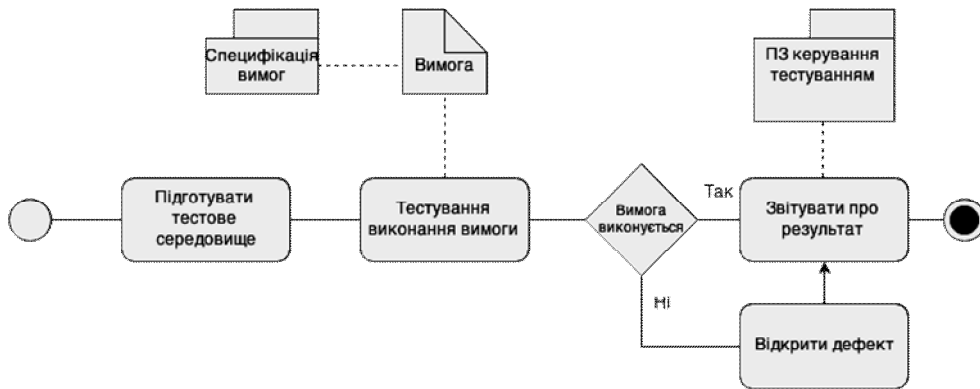 Специфікація
вимог
Вимога
ПЗ керування
тестуванням
Підготувати
тестове
середовище
Тестування
виконання вимоги
Вимога
виконується
Так
Звітувати про
результат
Ні
Відкрити дефект